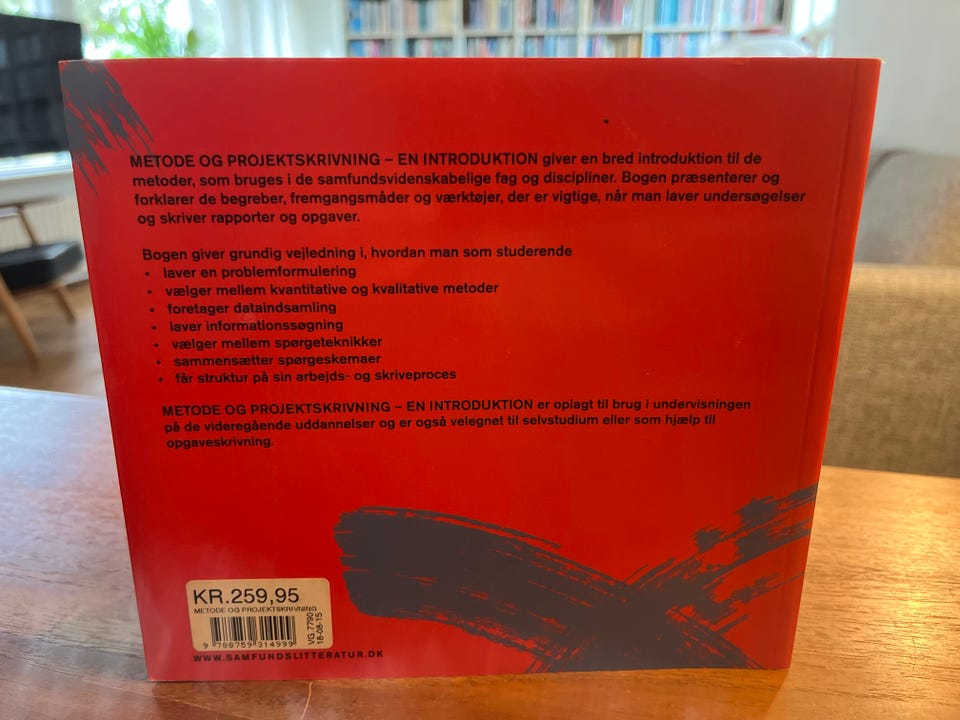 METODE OG PROJEKTSKRIVNING – EN INTRODUKTION giver en bred introduktion til de
metoder, som bruges i de samfundsvidenskabelige fag og discipliner. Bogen præsenterer og
forklarer de begreber, fremgangsmåder og værktøjer, der er vigtige, når man laver undersøgelser
og skriver rapporter og opgaver.
Bogen giver grundig vejledning i, hvordan man som studerende
• laver en problemformulering
• vælger mellem kvantitative og kvalitative metoder
• foretager dataindsamling
• laver informationssøgning
• vælger mellem spørgeteknikker
• sammensætter spørgeskemaer
• får struktur på sin arbejds- og skriveproces
METODE OG PROJEKTSKRIVNING – EN INTRODUKTION er oplagt til brug i undervisningen
på de videregående uddannelser og er også velegnet til selvstudium eller som hjælp til
opgaveskrivning.
KR.259,95
METODE OG PROJEKTSKRIVNING
9 788759 314999
VG.7790
18-08-15
WWW.SAMFUNDSLITTERATUR.DK